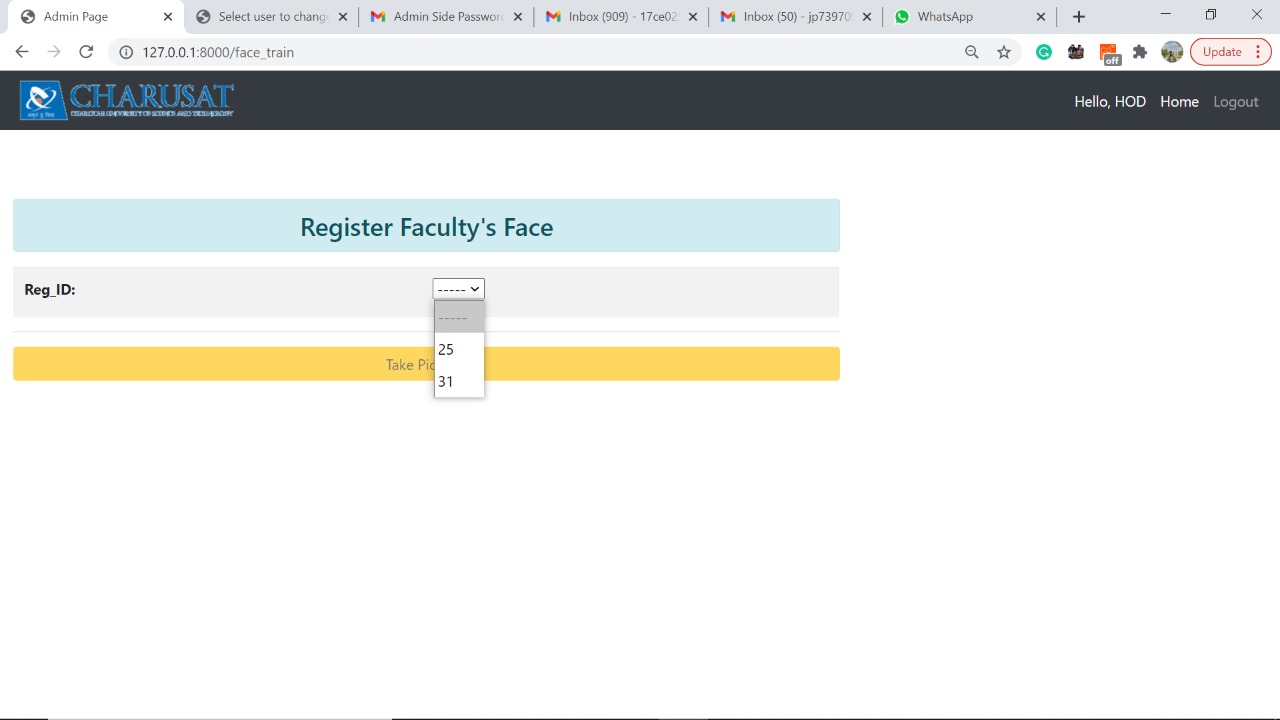 Admin Page
Select user to change
Admin Side Password
Inbox (909) - 17ce02
Inbox (50) - jp73970
WhatsApp
127.0.0.1:8000/face_train
off
Update
CHARUSAT
CHAROTAR UNIVERSITY OF SCIENCE AND TECHNOLOGY
Hello, HOD
Home
Logout
Register Faculty's Face
Reg_ID:
-----
-----
25
31
Take Pic